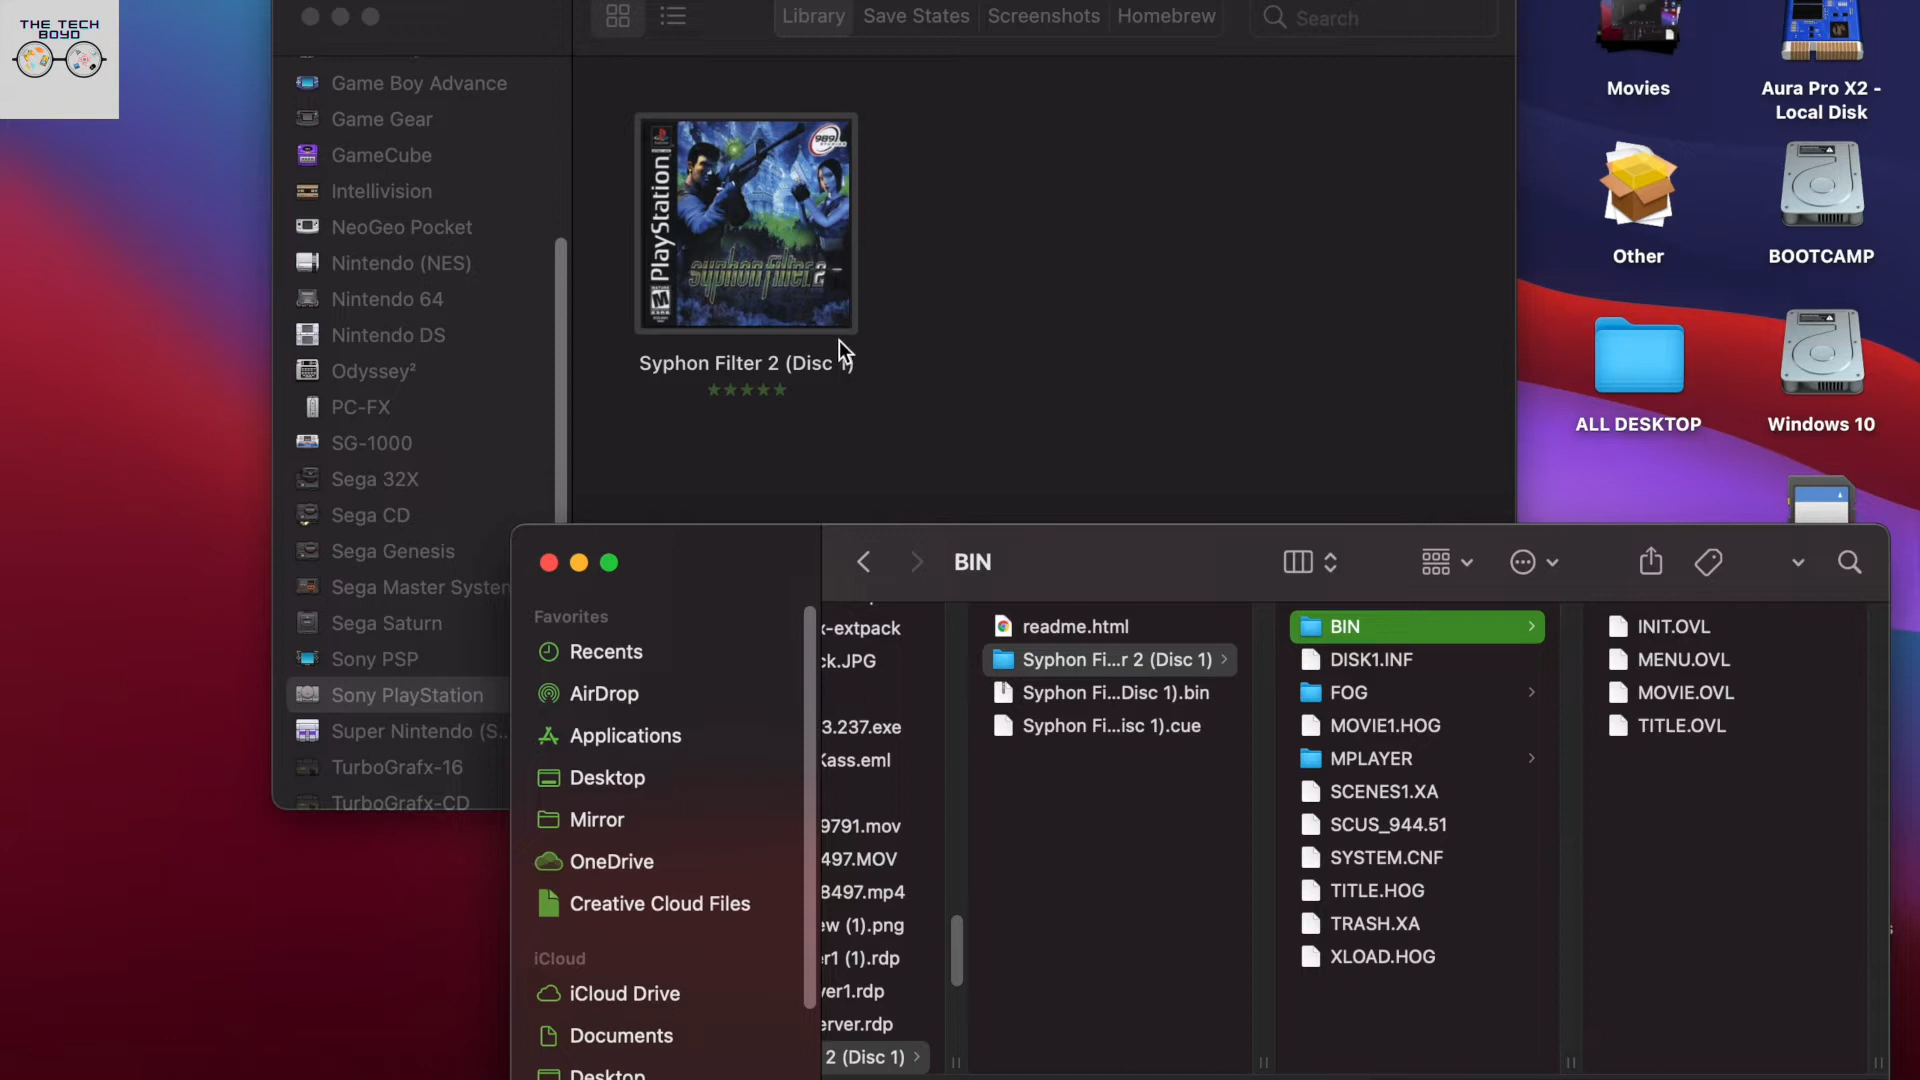 THE TECH
BOYD
Library
Save States
Screenshots
Homebrew
Search
Game Boy Advance
Game Gear
GameCube
Intellivision
NeoGeo Pocket
Nintendo (NES)
Nintendo 64
Nintendo DS
Odyssey²
PC-FX
SG-1000
Sega 32X
Sega CD
Sega Genesis
Sega Master System
Sega Saturn
Sony PSP
Sony PlayStation
Super Nintendo (S...
TurboGrafx-16
TurboGrafx-CD
PlayStation
989
syphon filter 2
M
Syphon Filter 2 (Disc 1)
★★★★★
Movies
Aura Pro X2 -
Local Disk
Other
BOOTCAMP
ALL DESKTOP
Windows 10
BIN
Favorites
Recents
AirDrop
Applications
Desktop
Mirror
OneDrive
Creative Cloud Files
iCloud
iCloud Drive
Documents
Desktop
x-extpack
ck.JPG
3.237.exe
Kass.eml
9791.mov
497.MOV
8497.mp4
ew (1).png
er1 (1).rdp
ver1.rdp
erver.rdp
2 (Disc 1)
readme.html
Syphon Fi...r 2 (Disc 1)
Syphon Fi...Disc 1).bin
Syphon Fi...isc 1).cue
BIN
DISK1.INF
FOG
MOVIE1.HOG
MPLAYER
SCENES1.XA
SCUS_944.51
SYSTEM.CNF
TITLE.HOG
TRASH.XA
XLOAD.HOG
INIT.OVL
MENU.OVL
MOVIE.OVL
TITLE.OVL